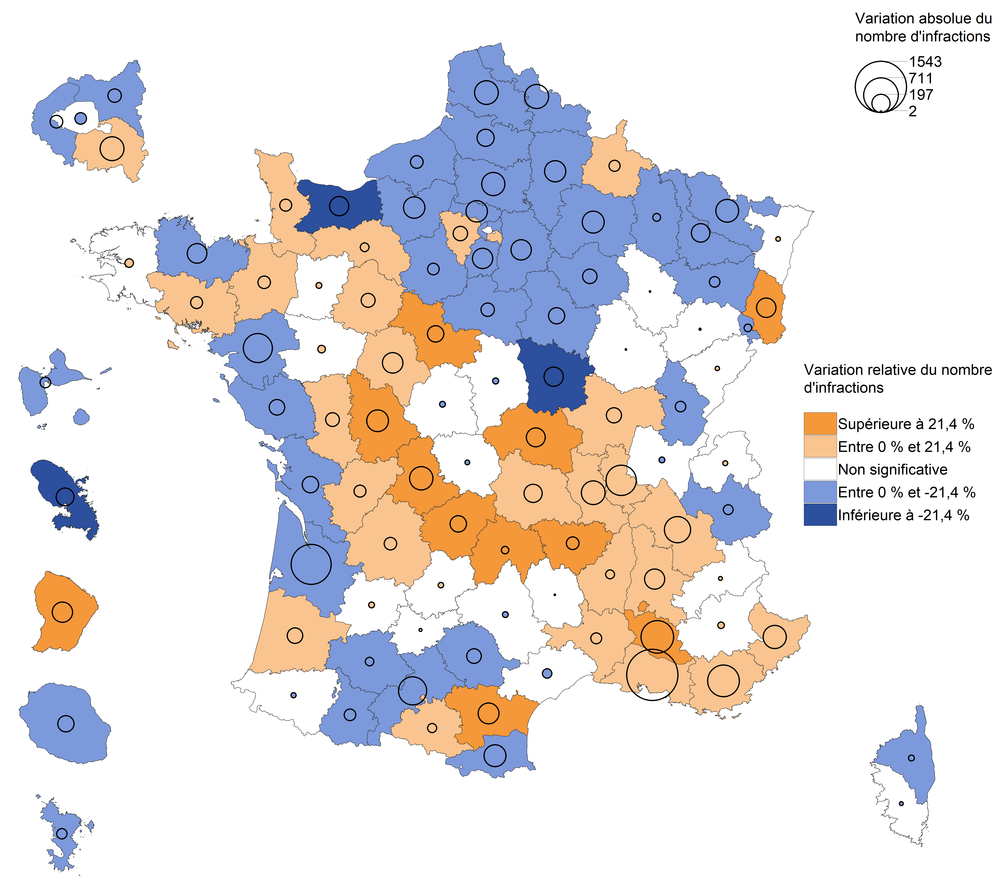 Variation absolue du
nombre d'infractions
1543
711
197
2
Variation relative du nombre
d'infractions
Supérieure à 21,4 %
Entre 0 % et 21,4 %
Non significative
Entre 0 % et -21,4 %
Inférieure à -21,4 %